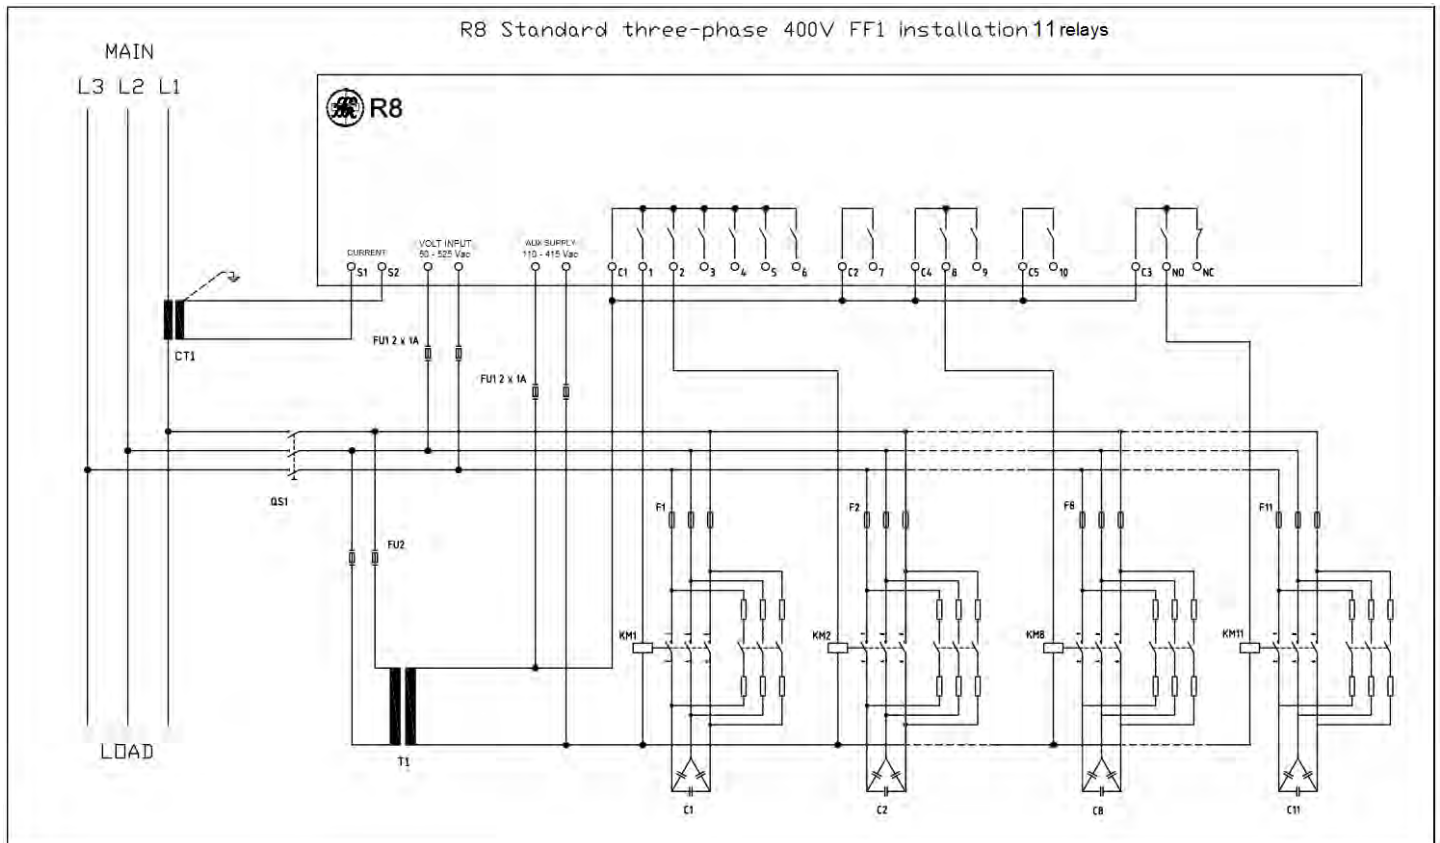 R8 Standard three-phase 400V FF1 installation 11 relays
MAIN
L3 L2 L1
R8
CURRENT
VOLT INPUT
50 - 525 Vac
AUX SUPPLY
110 - 415 Vac
S1 S2 C1 1 2 3 4 5 6 C2 7 C4 8 9 C5 10 C3 NO NC
CT1
FU1 2 x 1A
FU1 2 x 1A
QS1
F1 F2 F8 F11
FU2
KM1 KM2 KM8 KM11
LOAD
T1
C1 C2 C8 C11